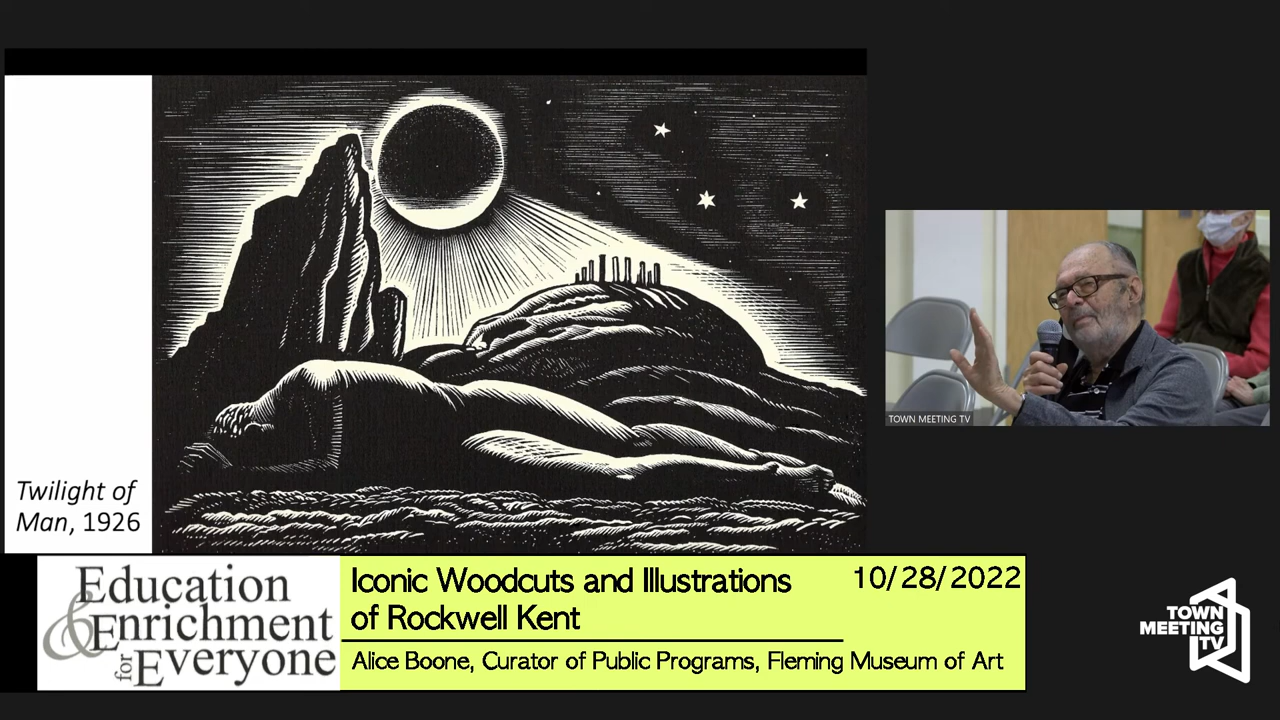 Twilight of
Man, 1926
TOWN MEETING TV
Education
& Enrichment
for Everyone
Iconic Woodcuts and Illustrations
of Rockwell Kent
10/28/2022
Alice Boone, Curator of Public Programs, Fleming Museum of Art
TOWN
MEETING
TV